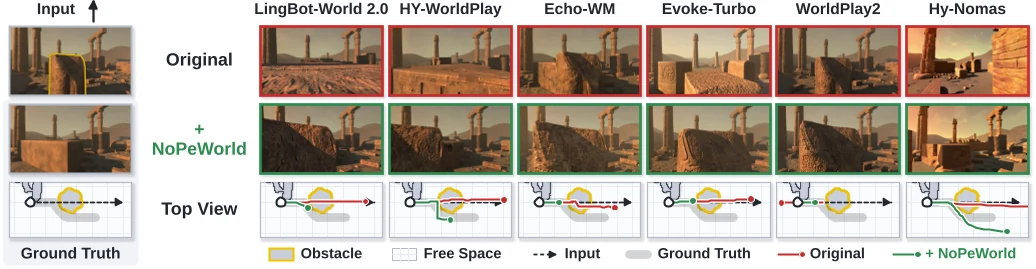 Input
LingBot-World 2.0
HY-WorldPlay
Echo-WM
Evoke-Turbo
WorldPlay2
Hy-Nomas
Original
+
NoPeWorld
Top View
Ground Truth
Obstacle
Free Space
Input
Ground Truth
Original
+ NoPeWorld